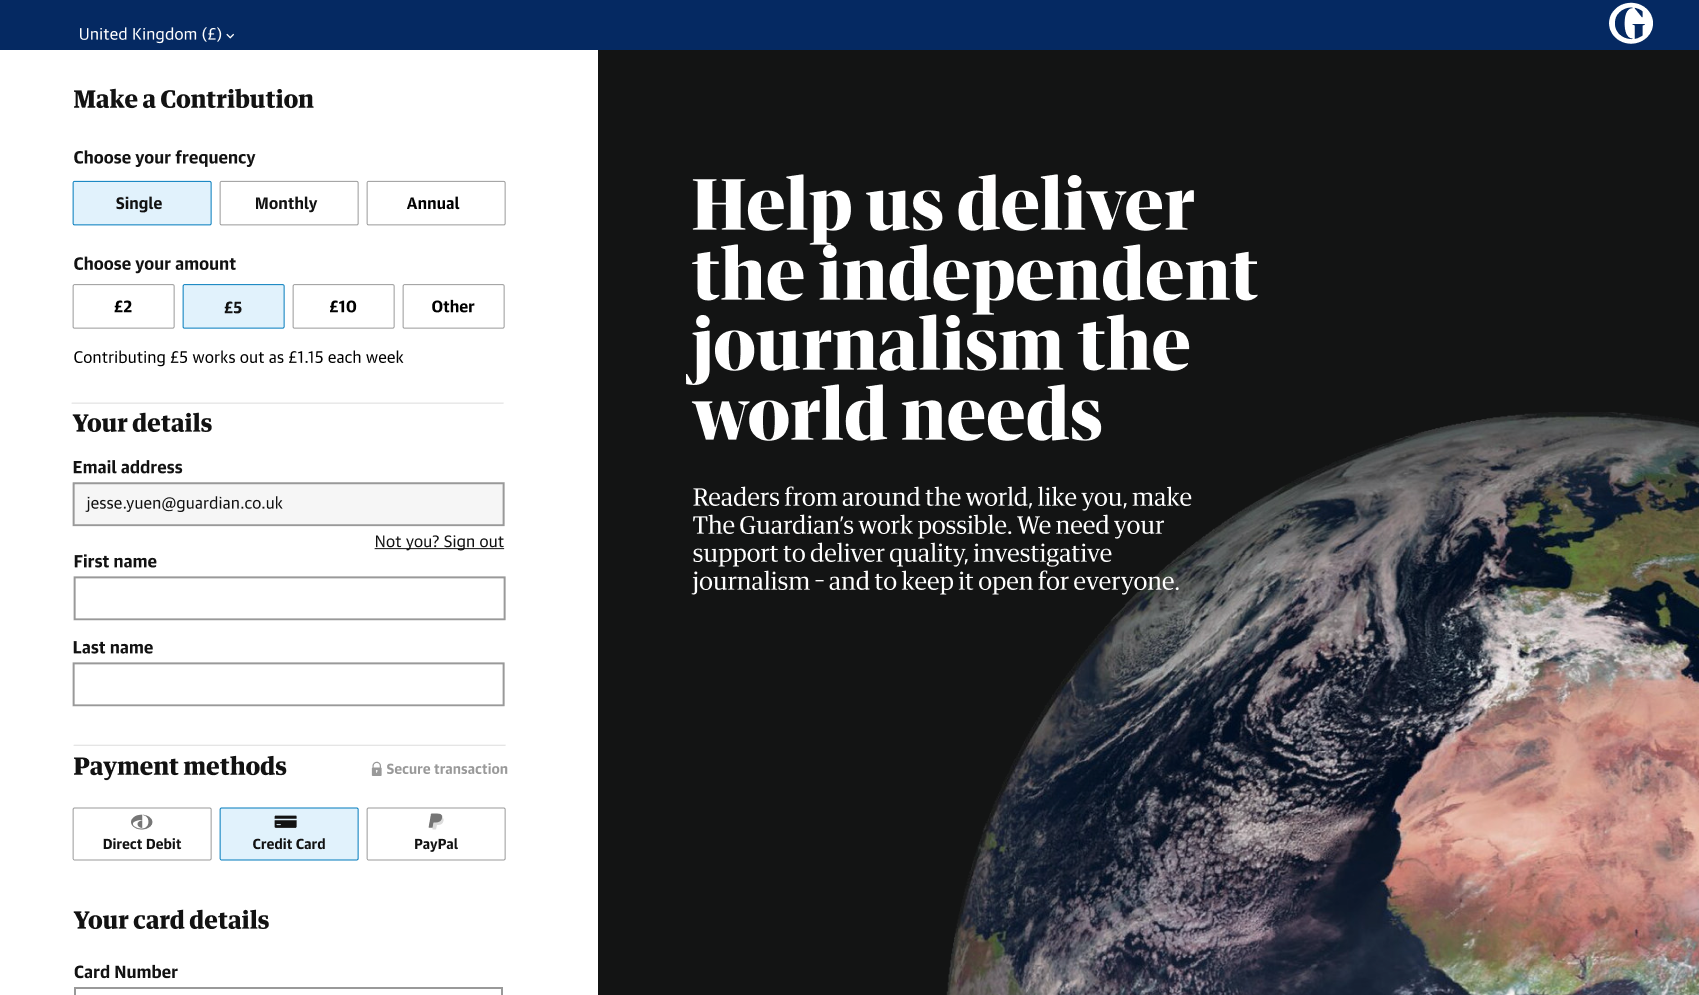 United Kingdom (£)
Make a Contribution
Choose your frequency
Single
Monthly
Annual
Choose your amount
£2
£5
£10
Other
Contributing £5 works out as £1.15 each week
Your details
Email address
jesse.yuen@guardian.co.uk
Not you? Sign out
First name
Last name
Payment methods
Secure transaction
Direct Debit
Credit Card
PayPal
Your card details
Card Number
G
Help us deliver
the independent
journalism the
world needs
Readers from around the world, like you, make
The Guardian's work possible. We need your
support to deliver quality, investigative
journalism – and to keep it open for everyone.